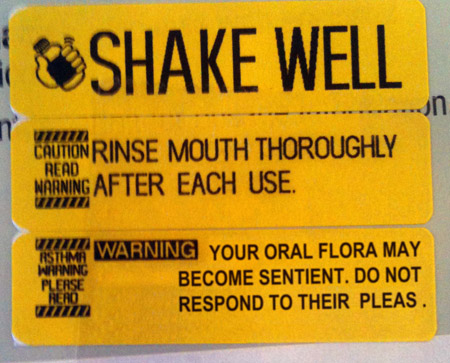 SHAKE WELL
CAUTION
READ
WARNING
RINSE MOUTH THOROUGHLY
AFTER EACH USE.
ASTHMA
WARNING
PLEASE
READ
WARNING YOUR ORAL FLORA MAY
BECOME SENTIENT. DO NOT
RESPOND TO THEIR PLEAS .